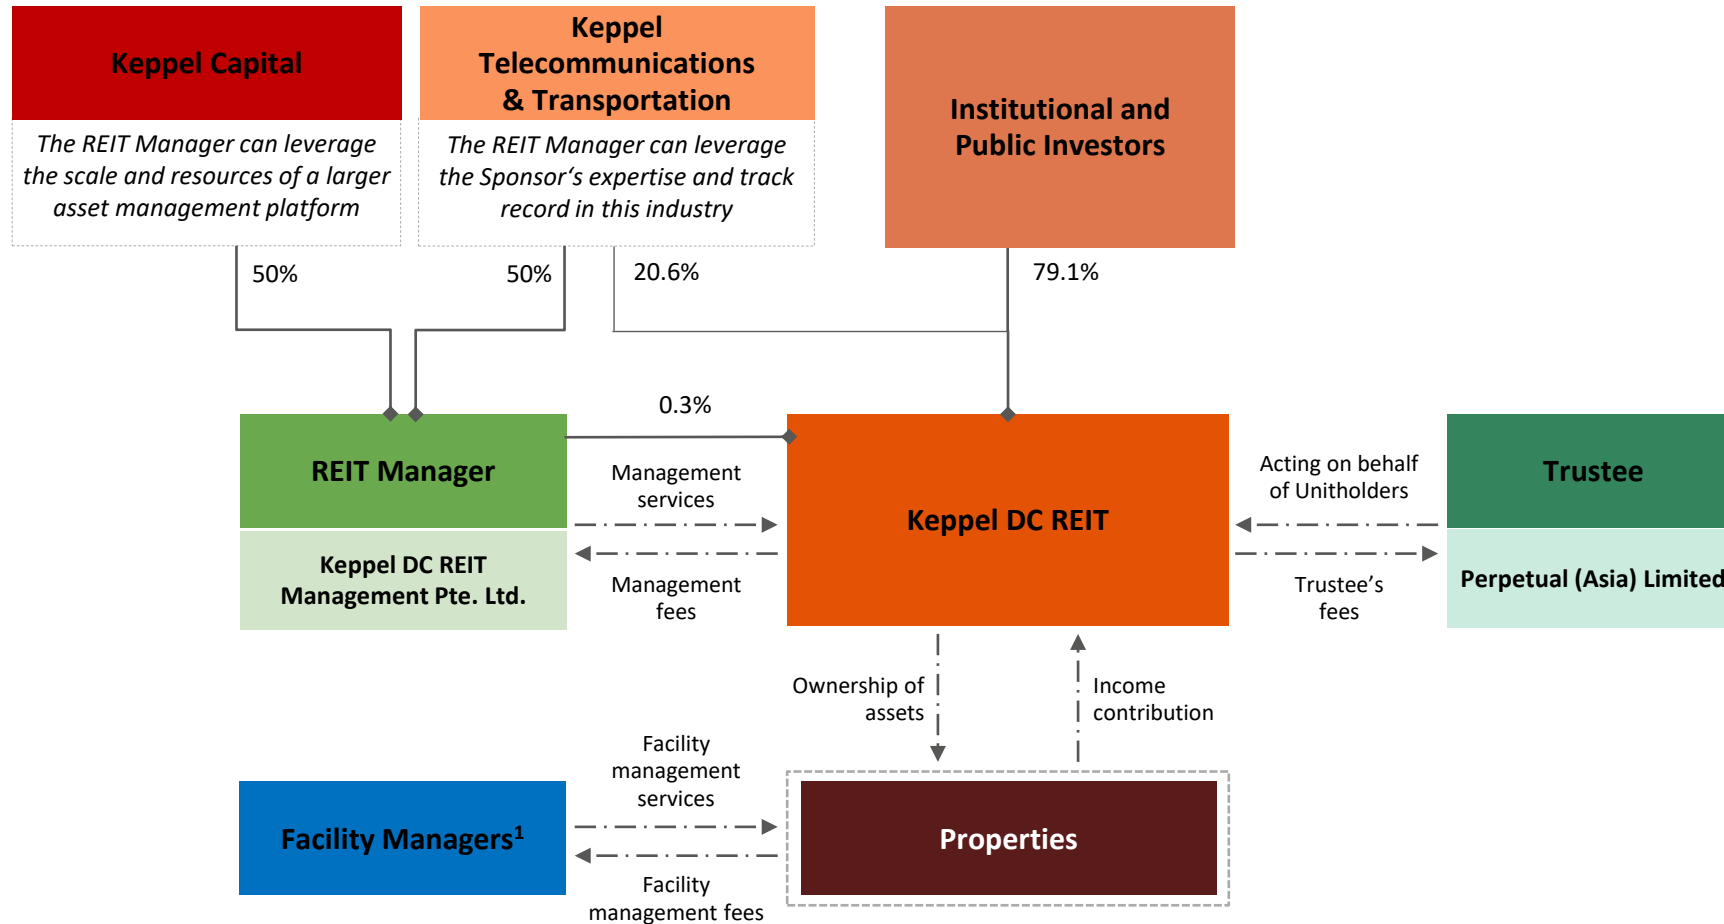 Keppel Capital
The REIT Manager can leverage
the scale and resources of a larger
asset management platform
Keppel
Telecommunications
& Transportation
The REIT Manager can leverage
the Sponsor‘s expertise and track
record in this industry
Institutional and
Public Investors
50%
50%
20.6%
79.1%
0.3%
REIT Manager
Keppel DC REIT
Management Pte. Ltd.
Management
services
Management
fees
Keppel DC REIT
Acting on behalf
of Unitholders
Trustee’s
fees
Trustee
Perpetual (Asia) Limited
Ownership of
assets
Income
contribution
Facility Managers¹
Facility
management
services
Facility
management fees
Properties